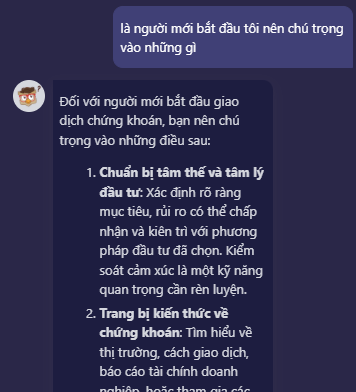 là người mới bắt đầu tôi nên chú trọng
vào những gì
Đối với người mới bắt đầu giao
dịch chứng khoán, bạn nên chú
trọng vào những điều sau:
1. Chuẩn bị tâm thế và tâm lý
đầu tư: Xác định rõ ràng
mục tiêu, rủi ro có thể chấp
nhận và kiên trì với phương
pháp đầu tư đã chọn. Kiểm
soát cảm xúc là một kỹ năng
quan trọng cần rèn luyện.
2. Trang bị kiến thức về
chứng khoán: Tìm hiểu về
thị trường, cách giao dịch,
báo cáo tài chính doanh
nghiệp, hoặc tham gia các